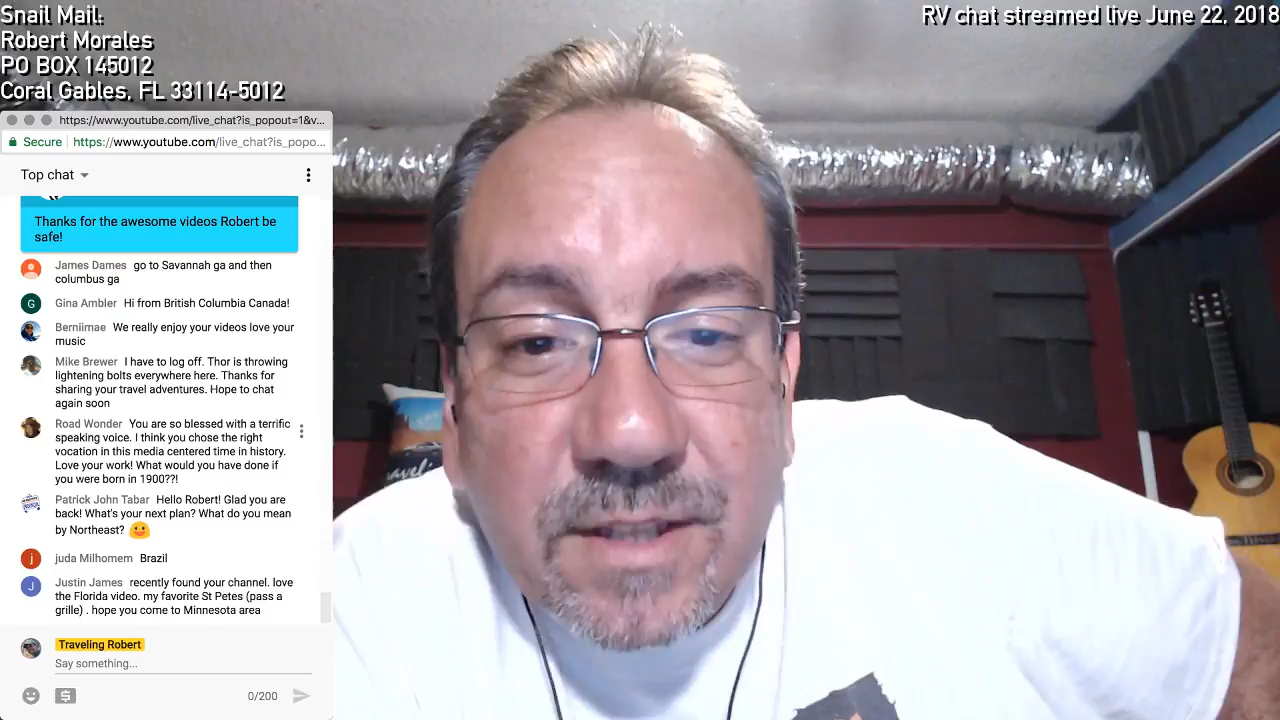 Snail Mail:
Robert Morales
PO BOX 145012
Coral Gables, FL 33114-5012
RV chat streamed live June 22, 2018
https://www.youtube.com/live_chat?is_popout=1&v...
Secure https://www.youtube.com/live_chat?is_popo...
Top chat
Thanks for the awesome videos Robert be
safe!
James Dames go to Savannah ga and then
columbus ga
G Gina Ambler Hi from British Columbia Canada!
Berniimae We really enjoy your videos love your
music
Mike Brewer I have to log off. Thor is throwing
lightening bolts everywhere here. Thanks for
sharing your travel adventures. Hope to chat
again soon
Road Wonder You are so blessed with a terrific
speaking voice. I think you chose the right
vocation in this media centered time in history.
Love your work! What would you have done if
you were born in 1900??!
Patrick John Tabar Hello Robert! Glad you are
back! What's your next plan? What do you mean
by Northeast?
j juda Milhomem Brazil
J Justin James recently found your channel. love
the Florida video. my favorite St Petes (pass a
grille) . hope you come to Minnesota area
Traveling Robert
Say something...
0/200